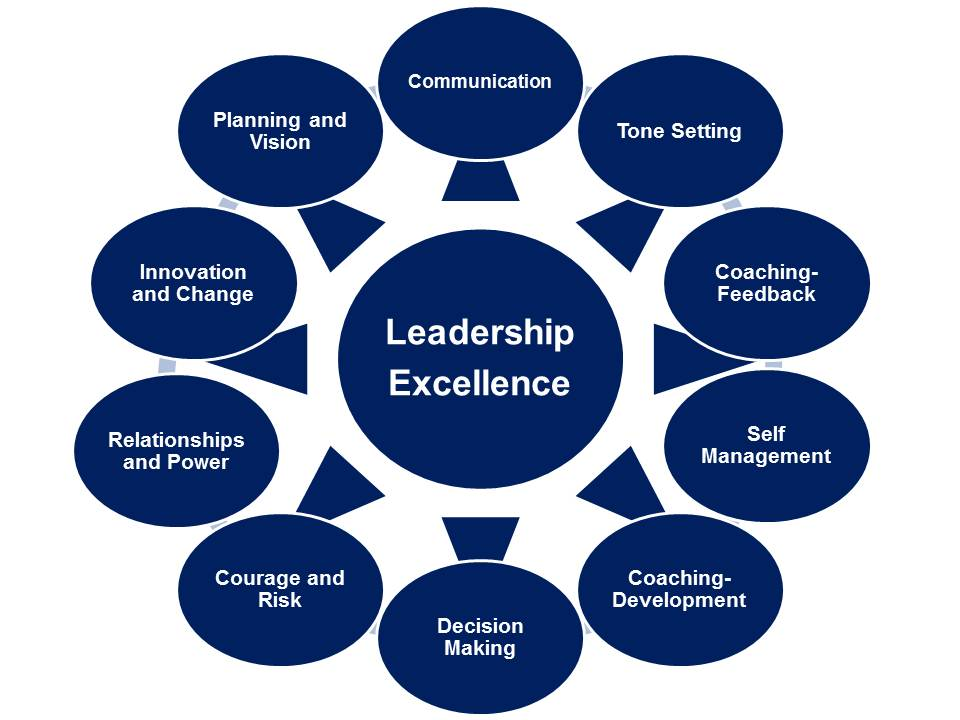 Communication
Planning and
Vision
Tone Setting
Innovation
and Change
Coaching-
Feedback
Leadership
Excellence
Relationships
and Power
Self
Management
Courage and
Risk
Coaching-
Development
Decision
Making